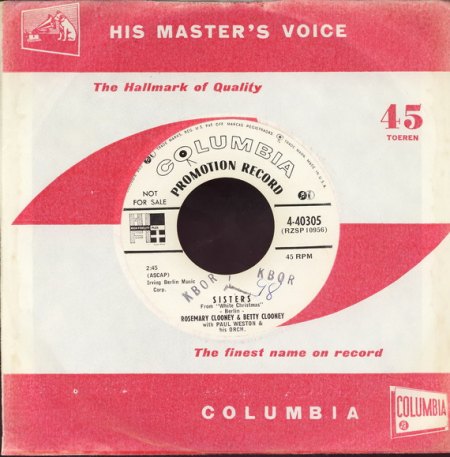 HIS MASTER'S VOICE
The Hallmark of Quality
45
TOEREN
COLUMBIA
PROMOTION RECORD
NOT
FOR SALE
4-40305
(RZSP 10956)
45 RPM
2:45
(ASCAP)
Irving Berlin Music
Corp.
KBOR
KBOR
98
SISTERS
From "White Christmas"
- Berlin -
ROSEMARY CLOONEY & BETTY CLOONEY
with PAUL WESTON &
his ORCH.
The finest name on record
COLUMBIA
COLUMBIA